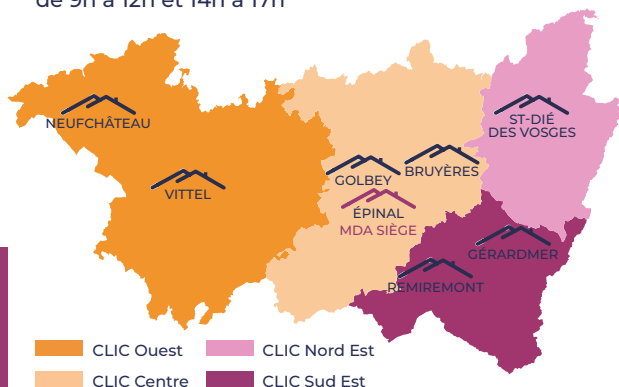 de 9h à 12h et 14h à 17h
NEUFCHÂTEAU
ST-DIÉ
DES VOSGES
BRUYÈRES
GOLBEY
VITTEL
ÉPINAL
MDA SIÈGE
GÉRARDMER
REMIREMONT
CLIC Ouest
CLIC Nord Est
CLIC Centre
CLIC Sud Est